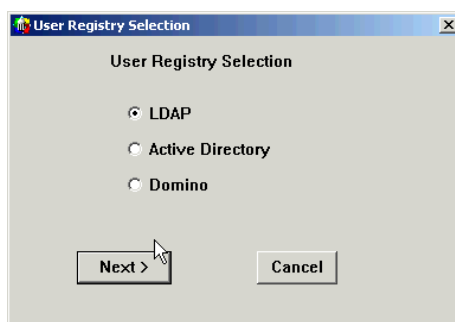 User Registry Selection
User Registry Selection
LDAP
Active Directory
Domino
Next > Cancel